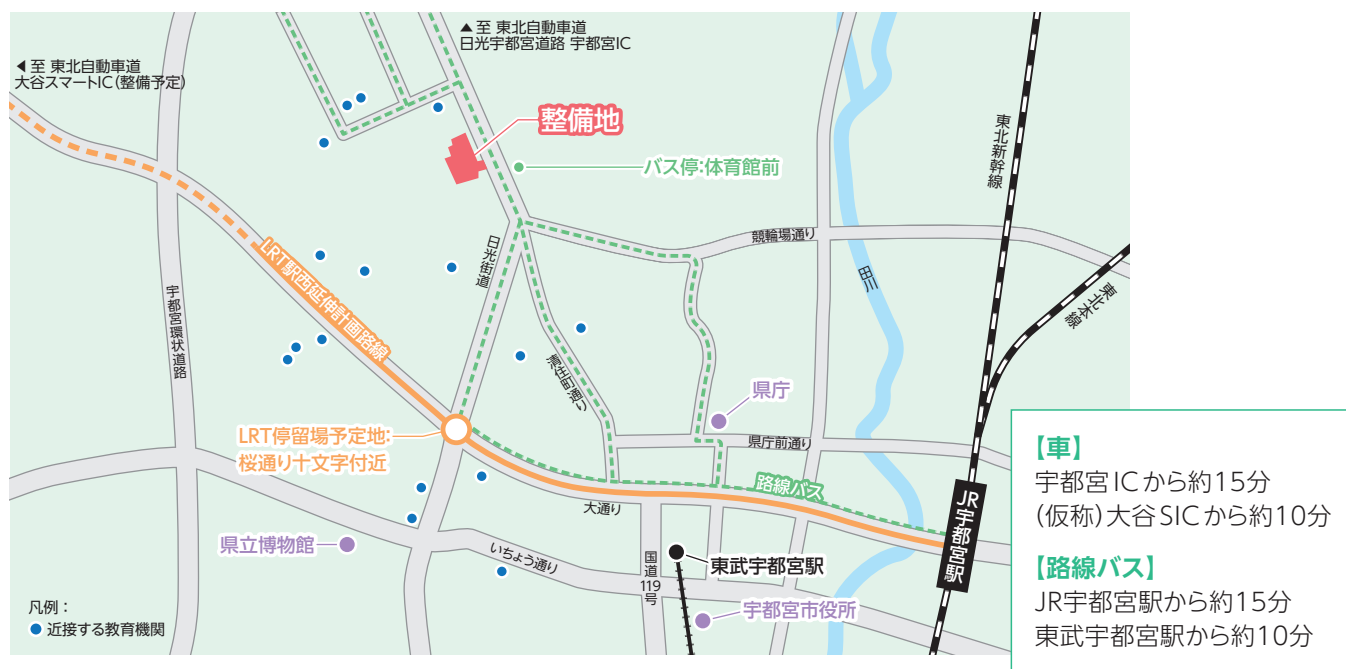 ▲至 東北自動車道
日光宇都宮道路 宇都宮IC
◀至 東北自動車道
大谷スマートIC(整備予定)
整備地
バス停:体育館前
東北新幹線
競輪場通り
日光街道
田川
東北本線
LRT駅西延伸計画路線
宇都宮環状道路
清住町通り
県庁
県庁前通り
LRT停留場予定地:
桜通り十文字付近
路線バス
大通り
JR宇都宮駅
県立博物館
いちょう通り
国道119号
東武宇都宮駅
宇都宮市役所
凡例:
近接する教育機関
【車】
宇都宮ICから約15分
(仮称)大谷SICから約10分
【路線バス】
JR宇都宮駅から約15分
東武宇都宮駅から約10分